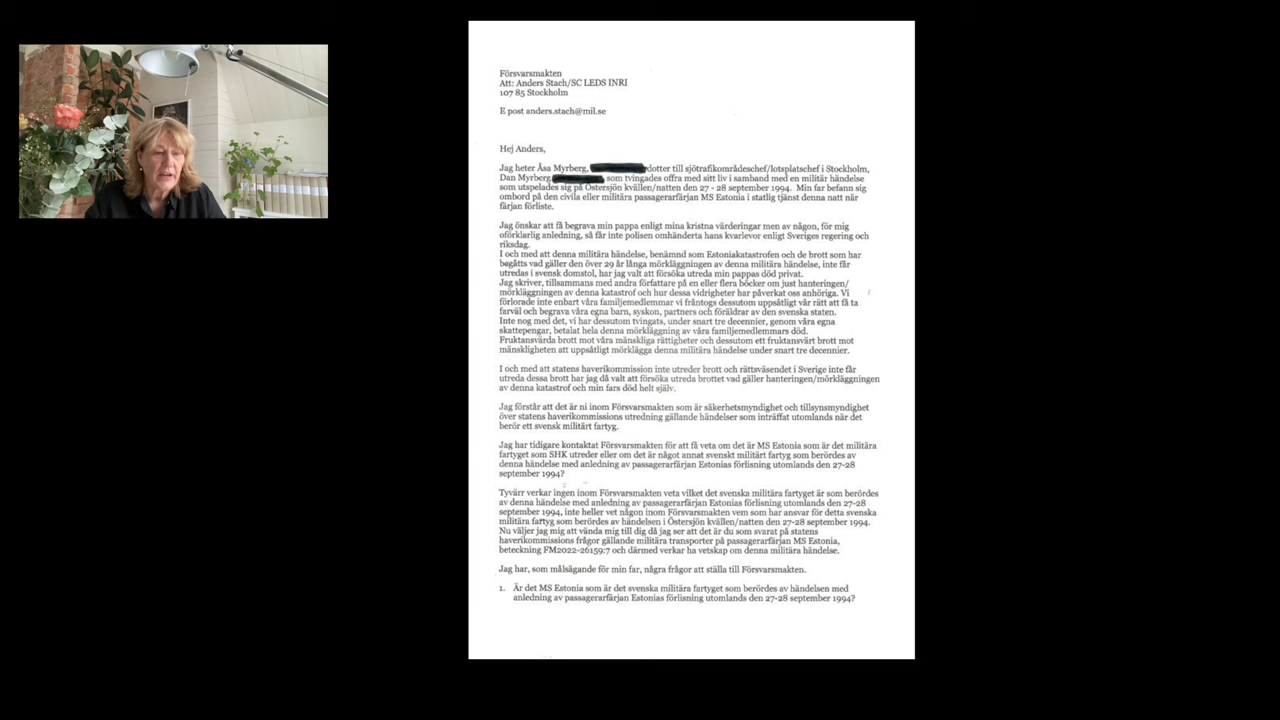 Försvarsmakten
Att: Anders Stach/SC LEDS INRI
107 85 Stockholm
E post anders.stach@mil.se
Hej Anders,
Jag heter Åsa Myrberg, dotter till sjötrafikområdeschef/lotsplatschef i Stockholm,
Dan Myrberg , som tvingades offra med sitt liv i samband med en militär händelse
som utspelades sig på Östersjön kvällen/natten den 27 - 28 september 1994. Min far befann sig
ombord på den civila eller militära passagerarfärjan MS Estonia i statlig tjänst denna natt när
färjan förliste.
Jag önskar att få begrava min pappa enligt mina kristna värderingar men av någon, för mig
oförklarlig anledning, så får inte polisen omhänderta hans kvarlevor enligt Sveriges regering och
riksdag.
I och med att denna militära händelse, benämnd som Estoniakatastrofen och de brott som har
begåtts vad gäller den över 29 år långa mörkläggningen av denna militära händelse, inte får
utredas i svensk domstol, har jag valt att försöka utreda min pappas död privat.
Jag skriver, tillsammans med andra författare på en eller flera böcker om just hanteringen/
mörkläggningen av denna katastrof och hur dessa vidrigheter har påverkat oss anhöriga. Vi
förlorade inte enbart våra familjemedlemmar vi fråntogs dessutom uppsåtligt vår rätt att få ta
farväl och begrava våra egna barn, syskon, partners och föräldrar av den svenska staten.
Inte nog med det, vi har dessutom tvingats, under snart tre decennier, genom våra egna
skattepengar, betalat hela denna mörkläggning av våra familjemedlemmars död.
Fruktansvärda brott mot våra mänskliga rättigheter och dessutom ett fruktansvärt brott mot
mänskligheten att uppsåtligt mörklägga denna militära händelse under snart tre decennier.
I och med att statens haverikommission inte utreder brott och rättsväsendet i Sverige inte får
utreda dessa brott har jag då valt att försöka utreda brottet vad gäller hanteringen/mörkläggningen
av denna katastrof och min fars död helt själv.
Jag förstår att det är ni inom Försvarsmakten som är säkerhetsmyndighet och tillsynsmyndighet
över statens haverikommissions utredning gällande händelser som inträffat utomlands när det
berör ett svensk militärt fartyg.
Jag har tidigare kontaktat Försvarsmakten för att få veta om det är MS Estonia som är det militära
fartyget som SHK utreder eller om det är något annat svenskt militärt fartyg som berördes av
denna händelse med anledning av passagerarfärjan Estonias förlisning utomlands den 27-28
september 1994?
Tyvärr verkar ingen inom Försvarsmakten veta vilket det svenska militära fartyget är som berördes
av denna händelse med anledning av passagerarfärjan Estonias förlisning utomlands den 27-28
september 1994, inte heller vet någon inom Försvarsmakten vem som har ansvar för detta svenska
militära fartyg som berördes av händelsen i Östersjön kvällen/natten den 27-28 september 1994.
Nu väljer jag mig att vända mig till dig då jag ser att det är du som svarat på statens
haverikommissions frågor gällande militära transporter på passagerarfärjan MS Estonia,
beteckning FM2022-26159:7 och därmed verkar ha vetskap om denna militära händelse.
Jag har, som målsägande för min far, några frågor att ställa till Försvarsmakten.
1. Är det MS Estonia som är det svenska militära fartyget som berördes av händelsen med
anledning av passagerarfärjan Estonias förlisning utomlands den 27-28 september 1994?